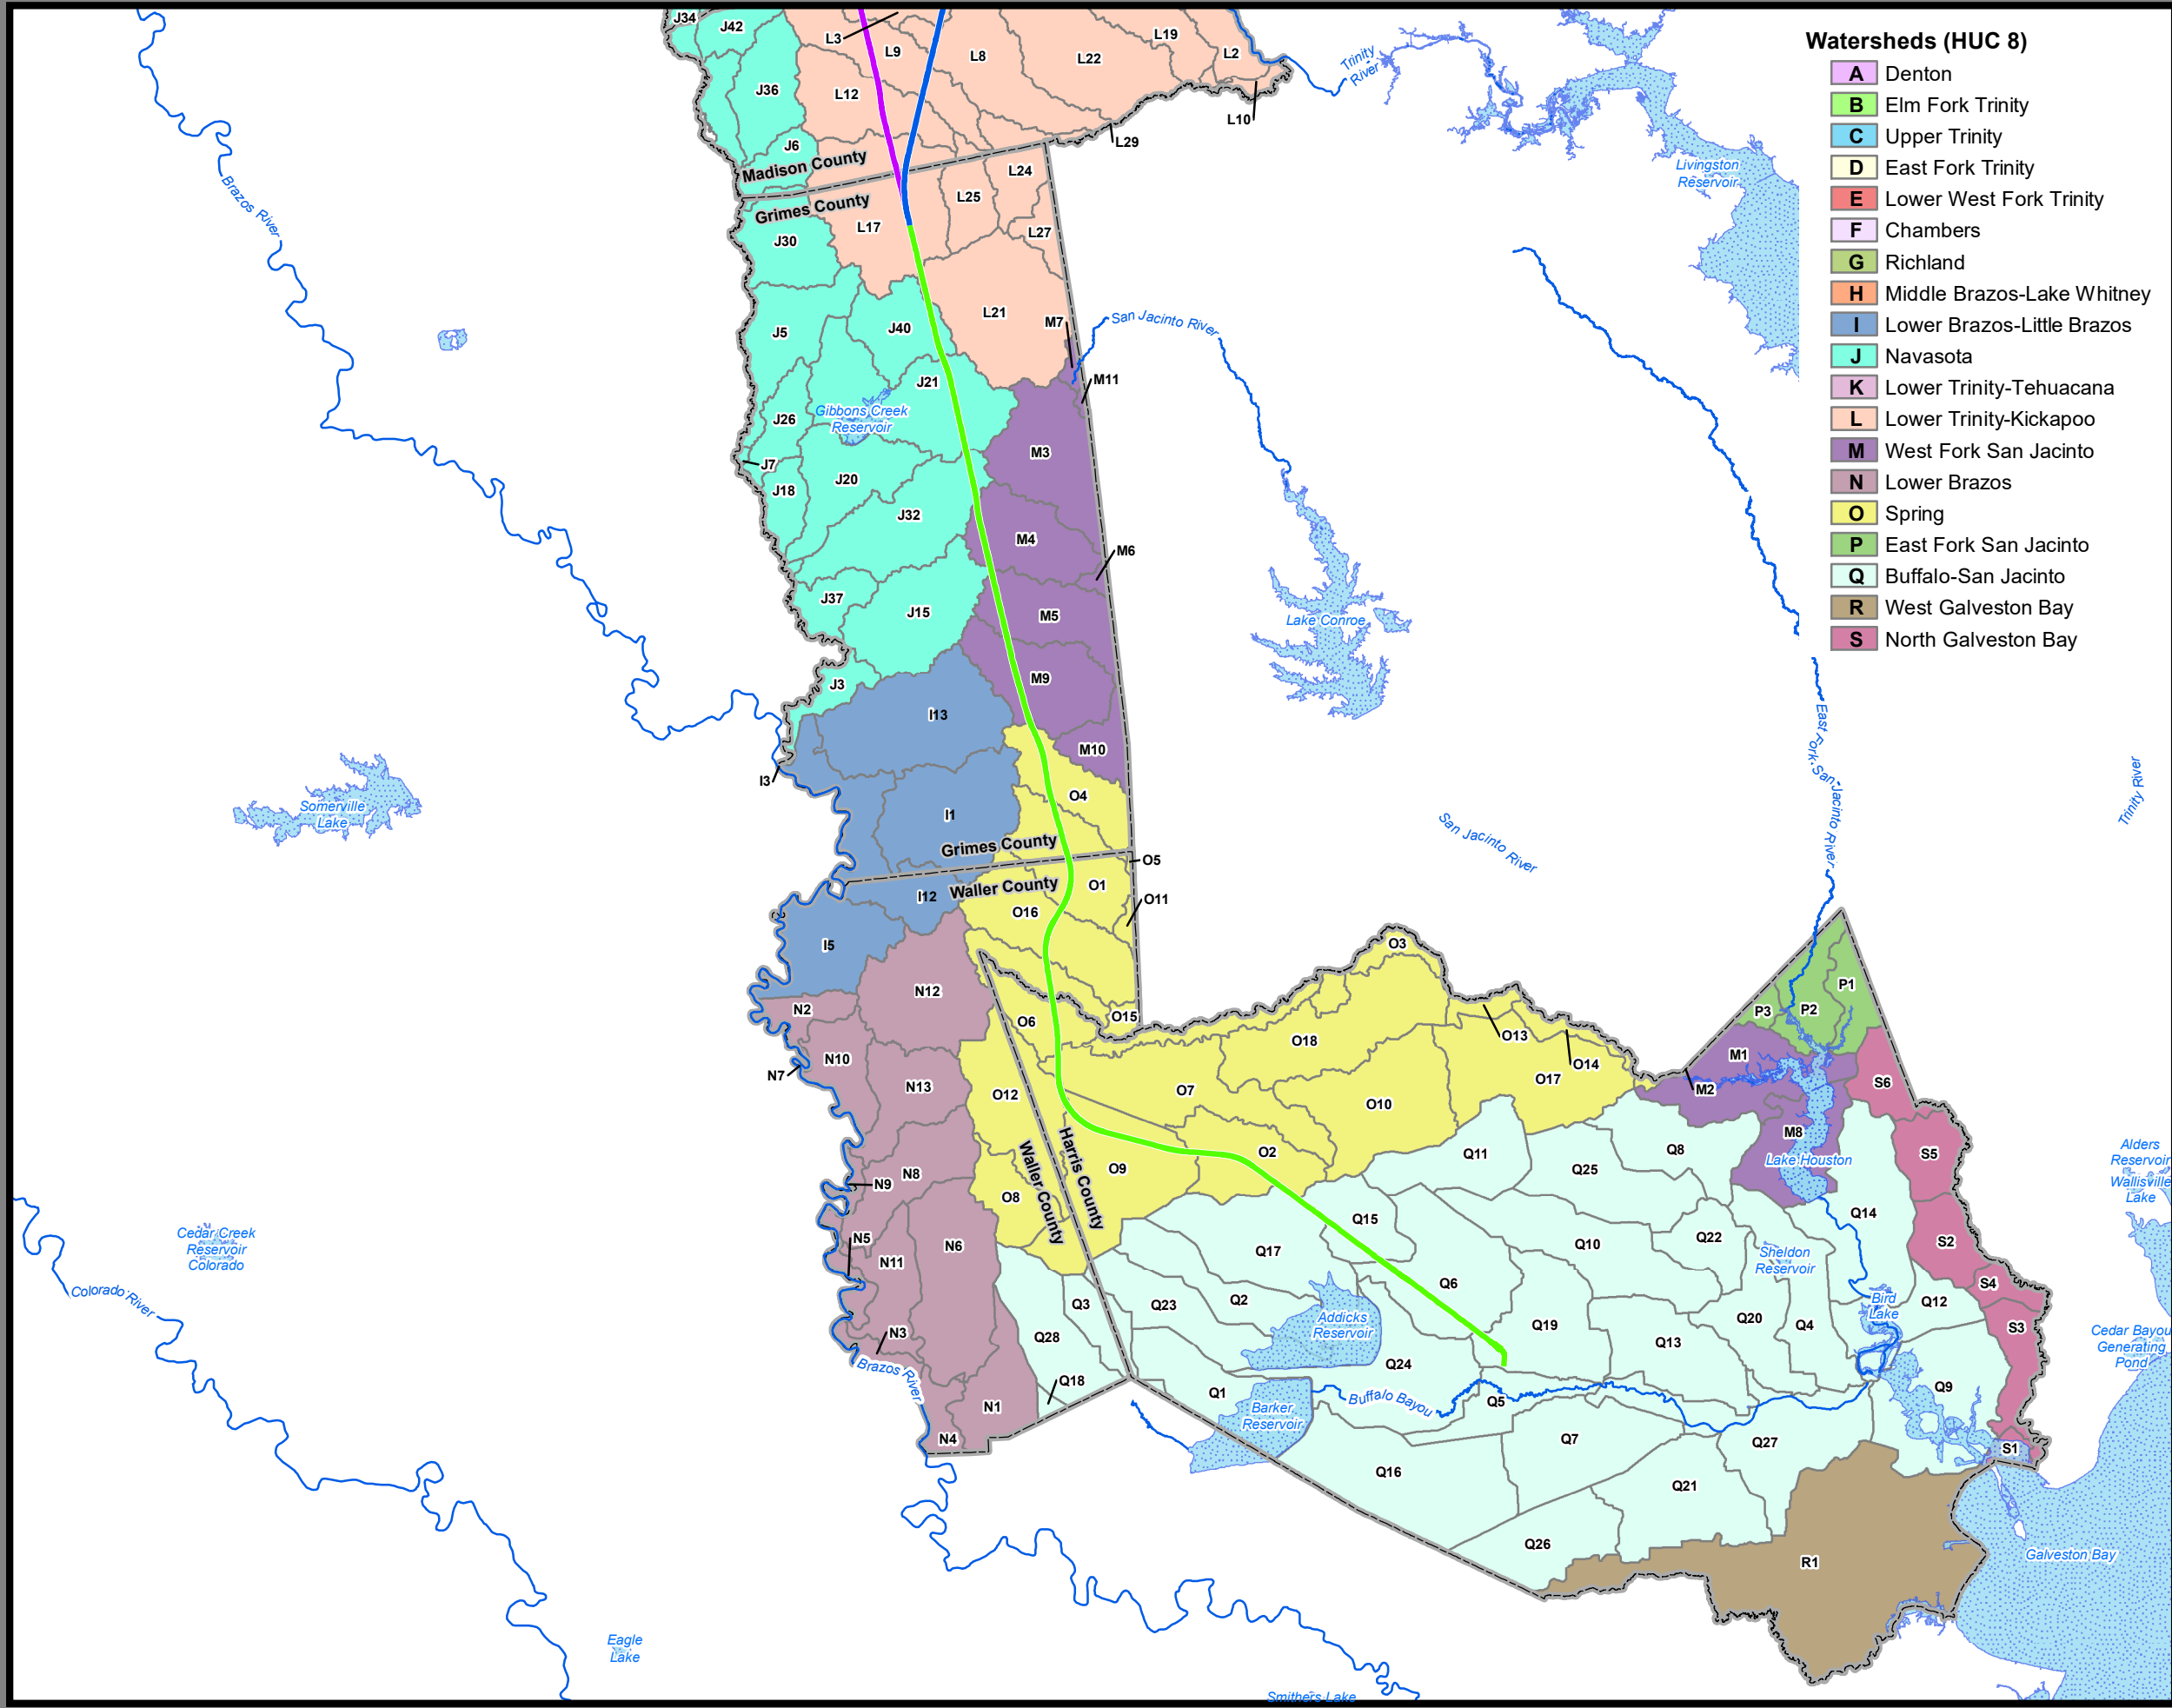 Watersheds (HUC 8)
A Denton
B Elm Fork Trinity
C Upper Trinity
D East Fork Trinity
E Lower West Fork Trinity
F Chambers
G Richland
H Middle Brazos-Lake Whitney
I Lower Brazos-Little Brazos
J Navasota
K Lower Trinity-Tehuacana
L Lower Trinity-Kickapoo
M West Fork San Jacinto
N Lower Brazos
O Spring
P East Fork San Jacinto
Q Buffalo-San Jacinto
R West Galveston Bay
S North Galveston Bay
J34
J42
L3
L9
L8
L22
L19
L2
Trinity
River
J36
L12
L10
L29
J6
Madison County
Grimes County
L24
L25
L27
L17
J30
Livingston
Reservoir
Brazos River
J5
J40
L21
M7
San Jacinto River
M11
J21
J26
Gibbons Creek
Reservoir
M3
J7
J18
J20
J32
M4
M6
J37
J15
M5
Lake Conroe
J3
M9
I13
M10
I3
O4
I1
Somerville
Lake
Grimes County
Waller County
O5
O1
O11
I12
O16
I5
San Jacinto River
East Fork San Jacinto River
Trinity River
O3
N12
N2
O6
O15
O18
O13
O14
P1
P2
P3
M1
M2
N10
N7
N13
O12
O7
O10
O17
S6
M8
Lake Houston
N8
N9
O8
Waller County
Harris County
O9
O2
Q11
Q25
Q8
S5
Alders
Reservoir
Wallisville
Lake
Cedar Creek
Reservoir
Colorado
Colorado River
N5
N11
N6
Q15
Q17
Q10
Q22
Sheldon
Reservoir
Q14
S2
S4
Q3
Q23
Q2
Q6
Bird
Lake
Q12
N3
Q28
Addicks
Reservoir
Q24
Q19
Q13
Q20
Q4
S3
Cedar Bayou
Generating
Pond
Brazos River
Q18
Q1
Buffalo Bayou
Q5
Q9
N1
N4
Barker
Reservoir
Q16
Q7
Q27
S1
Q21
Q26
R1
Galveston Bay
Eagle
Lake
Smithers Lake